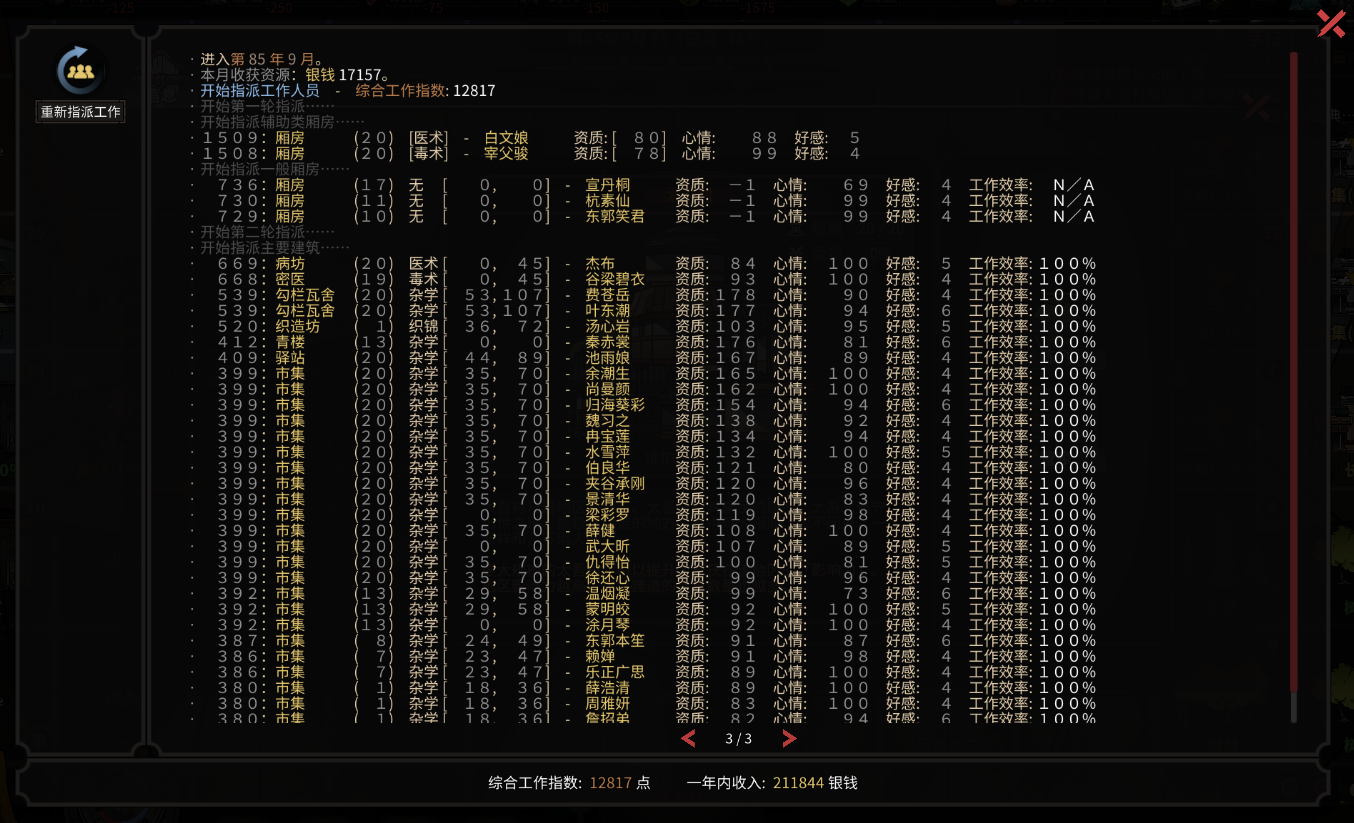 -125 -250 -75 -150 -1575
重新指派工作
· 进入第 85 年 9 月。
· 本月收获资源：银钱 17157。
· 开始指派工作人员 - 综合工作指数: 12817
· 开始第一轮指派······
· 开始指派辅助类厢房······
· 1509: 厢房 (20) [医术] - 白文娘 资质:[ 80] 心情: 88 好感: 5
· 1508: 厢房 (20) [毒术] - 宰父骏 资质:[ 78] 心情: 99 好感: 4
· 开始指派一般厢房······
· 736: 厢房 (17) 无 [ 0, 0] - 宣丹桐 资质: －1 心情: 69 好感: 4 工作效率: N／A
· 730: 厢房 (11) 无 [ 0, 0] - 杭素仙 资质: －1 心情: 99 好感: 4 工作效率: N／A
· 729: 厢房 (10) 无 [ 0, 0] - 东郭笑君 资质: －1 心情: 99 好感: 4 工作效率: N／A
· 开始第二轮指派······
· 开始指派主要建筑······
· 670: 病坊 (20) 医术[ 0, 45] - 杰布 资质: 84 心情: 100 好感: 5 工作效率:100%
· 668: 密医 (19) 毒术[ 0, 45] - 谷梁碧衣 资质: 93 心情: 100 好感: 4 工作效率:100%
· 539: 勾栏瓦舍 (20) 杂学[ 53,107] - 费苍岳 资质:178 心情: 90 好感: 4 工作效率:100%
· 539: 勾栏瓦舍 (20) 杂学[ 53,107] - 叶东潮 资质:177 心情: 94 好感: 6 工作效率:100%
· 520: 织造坊 ( 1) 织锦[ 36, 72] - 汤心岩 资质:103 心情: 95 好感: 5 工作效率:100%
· 412: 青楼 (13) 杂学[ 0, 0] - 秦赤裳 资质:176 心情: 81 好感: 6 工作效率:100%
· 409: 驿站 (20) 杂学[ 44, 89] - 池雨娘 资质:167 心情: 89 好感: 4 工作效率:100%
· 399: 市集 (20) 杂学[ 35, 70] - 余潮生 资质:165 心情: 100 好感: 4 工作效率:100%
· 399: 市集 (20) 杂学[ 35, 70] - 尚曼颜 资质:162 心情: 100 好感: 4 工作效率:100%
· 399: 市集 (20) 杂学[ 35, 70] - 归海葵彩 资质:154 心情: 94 好感: 6 工作效率:100%
· 399: 市集 (20) 杂学[ 35, 70] - 魏习之 资质:138 心情: 92 好感: 4 工作效率:100%
· 399: 市集 (20) 杂学[ 35, 70] - 冉宝莲 资质:134 心情: 94 好感: 4 工作效率:100%
· 399: 市集 (20) 杂学[ 35, 70] - 水雪萍 资质:132 心情: 100 好感: 5 工作效率:100%
· 399: 市集 (20) 杂学[ 35, 70] - 伯良华 资质:121 心情: 80 好感: 4 工作效率:100%
· 399: 市集 (20) 杂学[ 35, 70] - 夹谷承刚 资质:120 心情: 96 好感: 4 工作效率:100%
· 399: 市集 (20) 杂学[ 35, 70] - 景清华 资质:120 心情: 83 好感: 4 工作效率:100%
· 399: 市集 (20) 杂学[ 0, 0] - 梁彩罗 资质:119 心情: 98 好感: 4 工作效率:100%
· 399: 市集 (20) 杂学[ 35, 70] - 薛健 资质:108 心情: 100 好感: 4 工作效率:100%
· 399: 市集 (20) 杂学[ 0, 0] - 武大昕 资质:107 心情: 89 好感: 5 工作效率:100%
· 399: 市集 (20) 杂学[ 35, 70] - 仇得怡 资质:100 心情: 81 好感: 5 工作效率:100%
· 399: 市集 (20) 杂学[ 35, 70] - 徐还心 资质: 99 心情: 96 好感: 4 工作效率:100%
· 392: 市集 (13) 杂学[ 29, 58] - 温烟凝 资质: 99 心情: 73 好感: 6 工作效率:100%
· 392: 市集 (13) 杂学[ 29, 58] - 蒙明皎 资质: 92 心情: 100 好感: 5 工作效率:100%
· 392: 市集 (13) 杂学[ 0, 0] - 涂月琴 资质: 92 心情: 100 好感: 4 工作效率:100%
· 387: 市集 ( 8) 杂学[ 24, 49] - 东郭本笙 资质: 91 心情: 87 好感: 6 工作效率:100%
· 386: 市集 ( 7) 杂学[ 23, 47] - 赖婵 资质: 91 心情: 98 好感: 4 工作效率:100%
· 386: 市集 ( 7) 杂学[ 23, 47] - 乐正广思 资质: 89 心情: 100 好感: 4 工作效率:100%
· 380: 市集 ( 1) 杂学[ 18, 36] - 薛浩清 资质: 89 心情: 100 好感: 4 工作效率:100%
· 380: 市集 ( 1) 杂学[ 18, 36] - 周雅妍 资质: 83 心情: 100 好感: 4 工作效率:100%
· 380: 市集 ( 1) 杂学[ 18, 36] - 詹招弟 资质: 82 心情: 94 好感: 6 工作效率:100%
3 / 3
综合工作指数: 12817 点 一年内收入: 211844 银钱